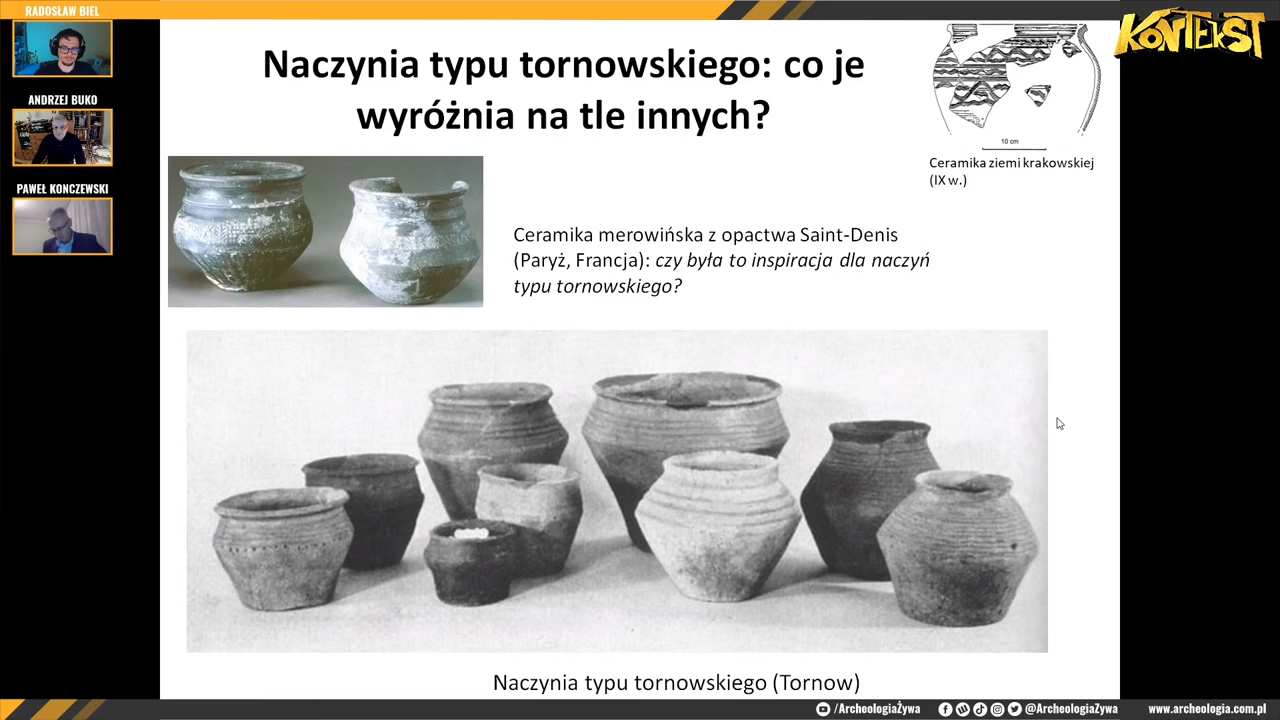 RADOSŁAW BIEL
ANDRZEJ BUKO
PAWEŁ KONCZEWSKI
KONTEKST
Naczynia typu tornowskiego: co je
wyróżnia na tle innych?
10 cm
Ceramika ziemi krakowskiej
(IX w.)
Ceramika merowińska z opactwa Saint-Denis
(Paryż, Francja): czy była to inspiracja dla naczyń
typu tornowskiego?
Naczynia typu tornowskiego (Tornow)
/ArcheologiaŻywa
@ArcheologiaZywa
www.archeologia.com.pl